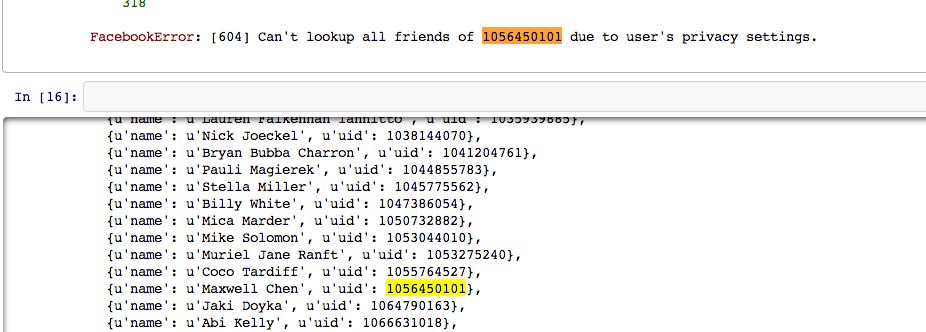 318
FacebookError: [604] Can't lookup all friends of 1056450101 due to user's privacy settings.
In [16]:
{u'name': u'Lauren Falkenhan Iannitto', u'uid': 1035939885},
{u'name': u'Nick Joeckel', u'uid': 1038144070},
{u'name': u'Bryan Bubba Charron', u'uid': 1041204761},
{u'name': u'Pauli Magierek', u'uid': 1044855783},
{u'name': u'Stella Miller', u'uid': 1045775562},
{u'name': u'Billy White', u'uid': 1047386054},
{u'name': u'Mica Marder', u'uid': 1050732882},
{u'name': u'Mike Solomon', u'uid': 1053044010},
{u'name': u'Muriel Jane Ranft', u'uid': 1053275240},
{u'name': u'Coco Tardiff', u'uid': 1055764527},
{u'name': u'Maxwell Chen', u'uid': 1056450101},
{u'name': u'Jaki Doyka', u'uid': 1064790163},
{u'name': u'Abi Kelly', u'uid': 1066631018},